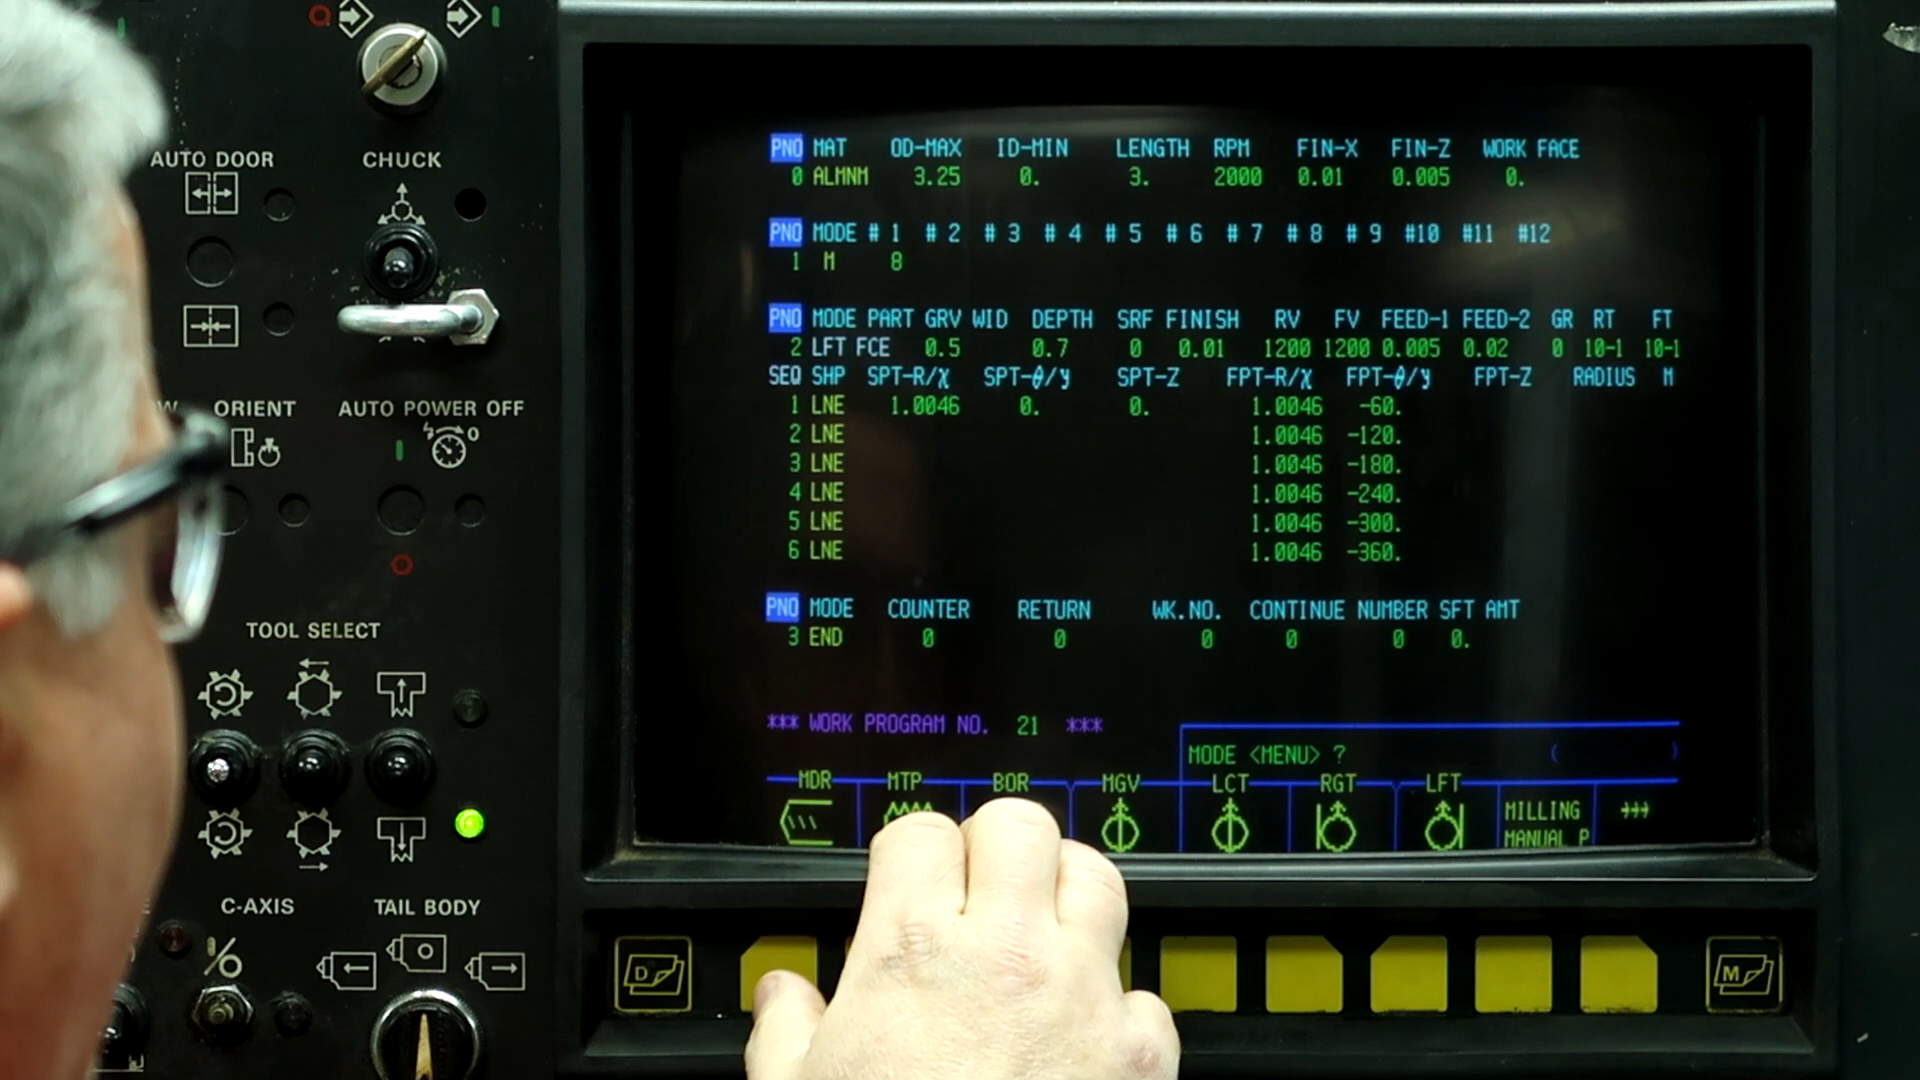 AUTO DOOR
CHUCK
ORIENT
AUTO POWER OFF
TOOL SELECT
C-AXIS
TAIL BODY
PNO MAT OD-MAX ID-MIN LENGTH RPM FIN-X FIN-Z WORK FACE
0 ALMNM 3.25 0. 3. 2000 0.01 0.005 0.
PNO MODE # 1 # 2 # 3 # 4 # 5 # 6 # 7 # 8 # 9 #10 #11 #12
1 M 8
PNO MODE PART GRV WID DEPTH SRF FINISH RV FV FEED-1 FEED-2 GR RT FT
2 LFT FCE 0.5 0.7 0 0.01 1200 1200 0.005 0.02 0 10-1 10-1
SEQ SHP SPT-R/χ SPT-θ/y SPT-Z FPT-R/χ FPT-θ/y FPT-Z RADIUS M
1 LNE 1.0046 0. 0. 1.0046 -60.
2 LNE 1.0046 -120.
3 LNE 1.0046 -180.
4 LNE 1.0046 -240.
5 LNE 1.0046 -300.
6 LNE 1.0046 -360.
PNO MODE COUNTER RETURN WK.NO. CONTINUE NUMBER SFT AMT
3 END 0 0 0 0 0 0.
*** WORK PROGRAM NO. 21 ***
MODE <MENU> ? ( )
MDR MTP BOR MGV LCT RGT LFT
MILLING
MANUAL P
D M